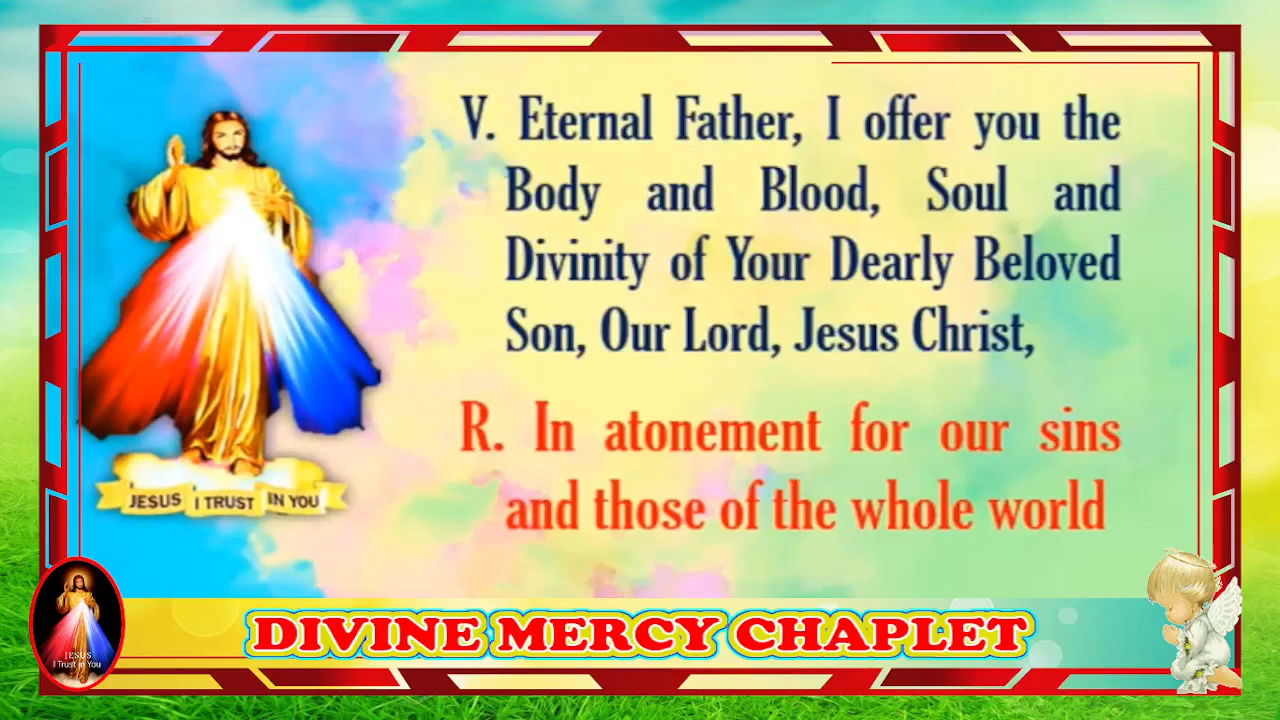 V. Eternal Father, I offer you the
Body and Blood, Soul and
Divinity of Your Dearly Beloved
Son, Our Lord, Jesus Christ,
R. In atonement for our sins
and those of the whole world
JESUS I TRUST IN YOU
JESUS
I Trust in You
DIVINE MERCY CHAPLET